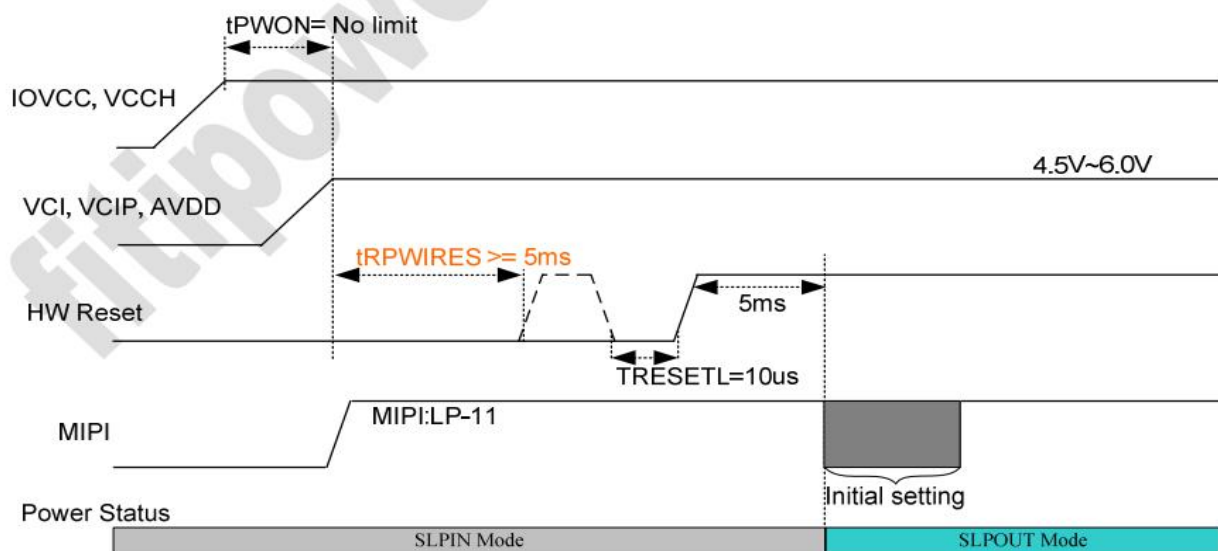 tPWON= No limit
IOVCC, VCCH
4.5V~6.0V
VCI, VCIP, AVDD
tRPWIRES >= 5ms
HW Reset
5ms
TRESETL=10us
MIPI:LP-11
MIPI
Initial setting
Power Status
SLPIN Mode
SLPOUT Mode
fitipowe